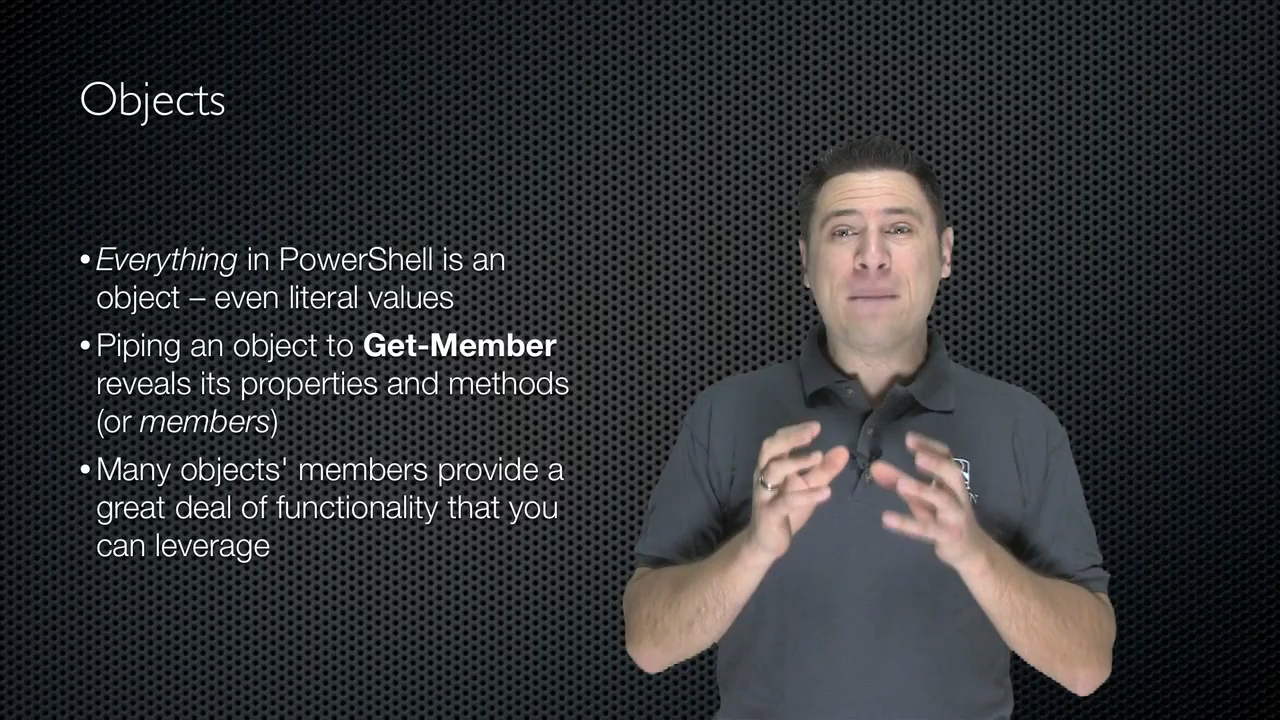 Objects
•Everything in PowerShell is an
object – even literal values
•Piping an object to Get-Member
reveals its properties and methods
(or members)
•Many objects' members provide a
great deal of functionality that you
can leverage